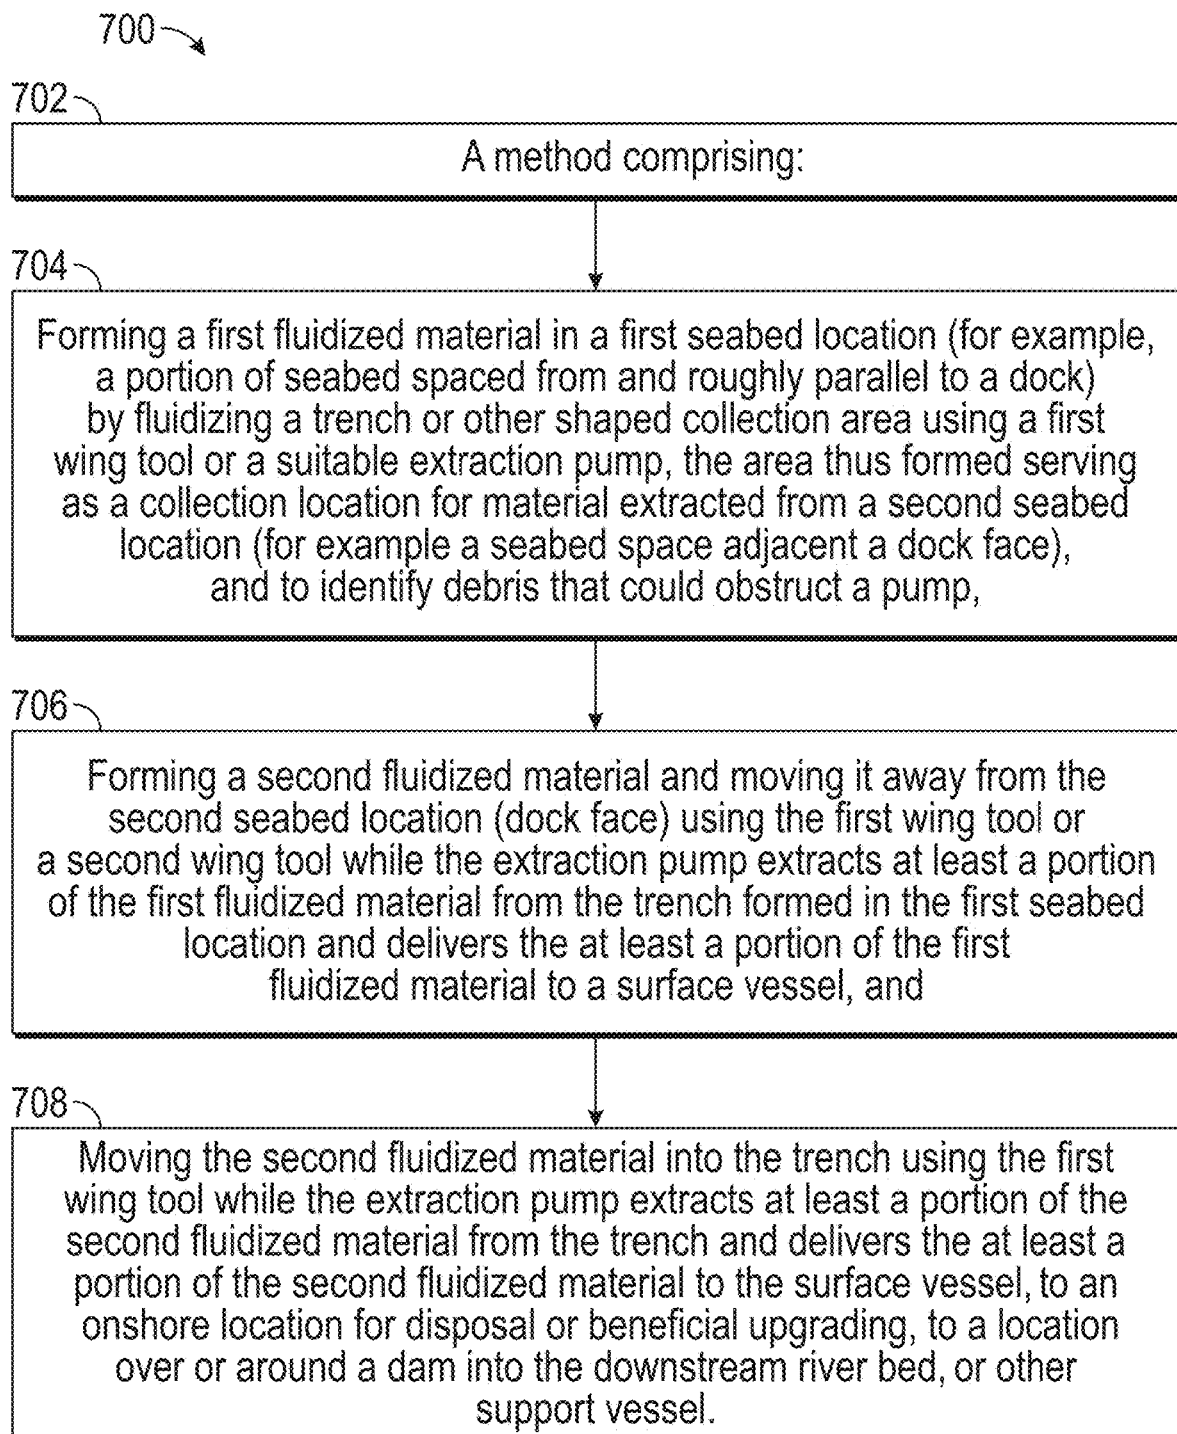 700
702
A method comprising:
704
Forming a first fluidized material in a first seabed location (for example,
a portion of seabed spaced from and roughly parallel to a dock)
by fluidizing a trench or other shaped collection area using a first
wing tool or a suitable extraction pump, the area thus formed serving
as a collection location for material extracted from a second seabed
location (for example a seabed space adjacent a dock face),
and to identify debris that could obstruct a pump,
706
Forming a second fluidized material and moving it away from the
second seabed location (dock face) using the first wing tool or
a second wing tool while the extraction pump extracts at least a portion
of the first fluidized material from the trench formed in the first seabed
location and delivers the at least a portion of the first
fluidized material to a surface vessel, and
708
Moving the second fluidized material into the trench using the first
wing tool while the extraction pump extracts at least a portion of the
second fluidized material from the trench and delivers the at least a
portion of the second fluidized material to the surface vessel, to an
onshore location for disposal or beneficial upgrading, to a location
over or around a dam into the downstream river bed, or other
support vessel.